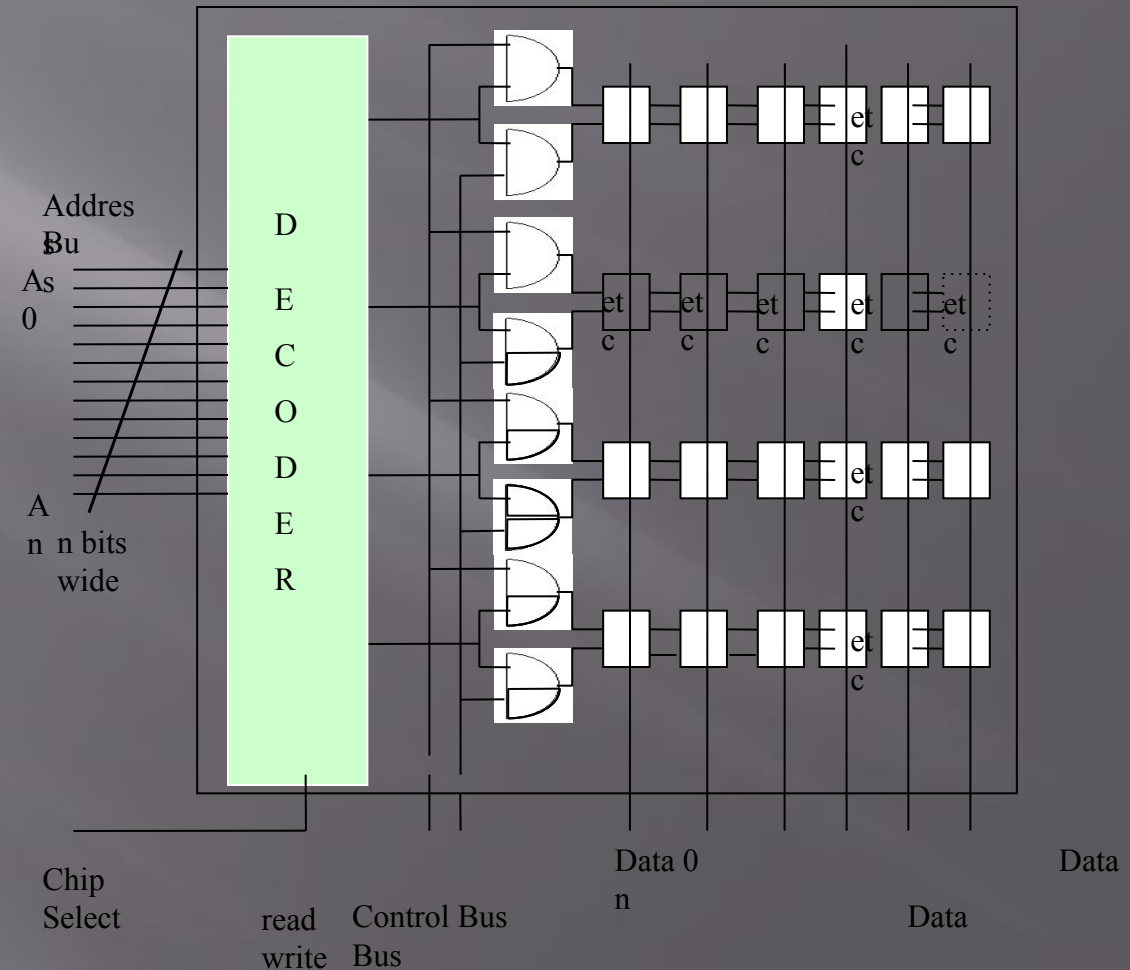 et
c
Addres
s
Bu
s
A
0
D
E
C
O
D
E
R
et
c
et
c
et
c
et
c
et
c
et
c
A
n
n bits
wide
et
c
Data 0
n
Data
Chip
Select
read
write
Control Bus
Bus
Data